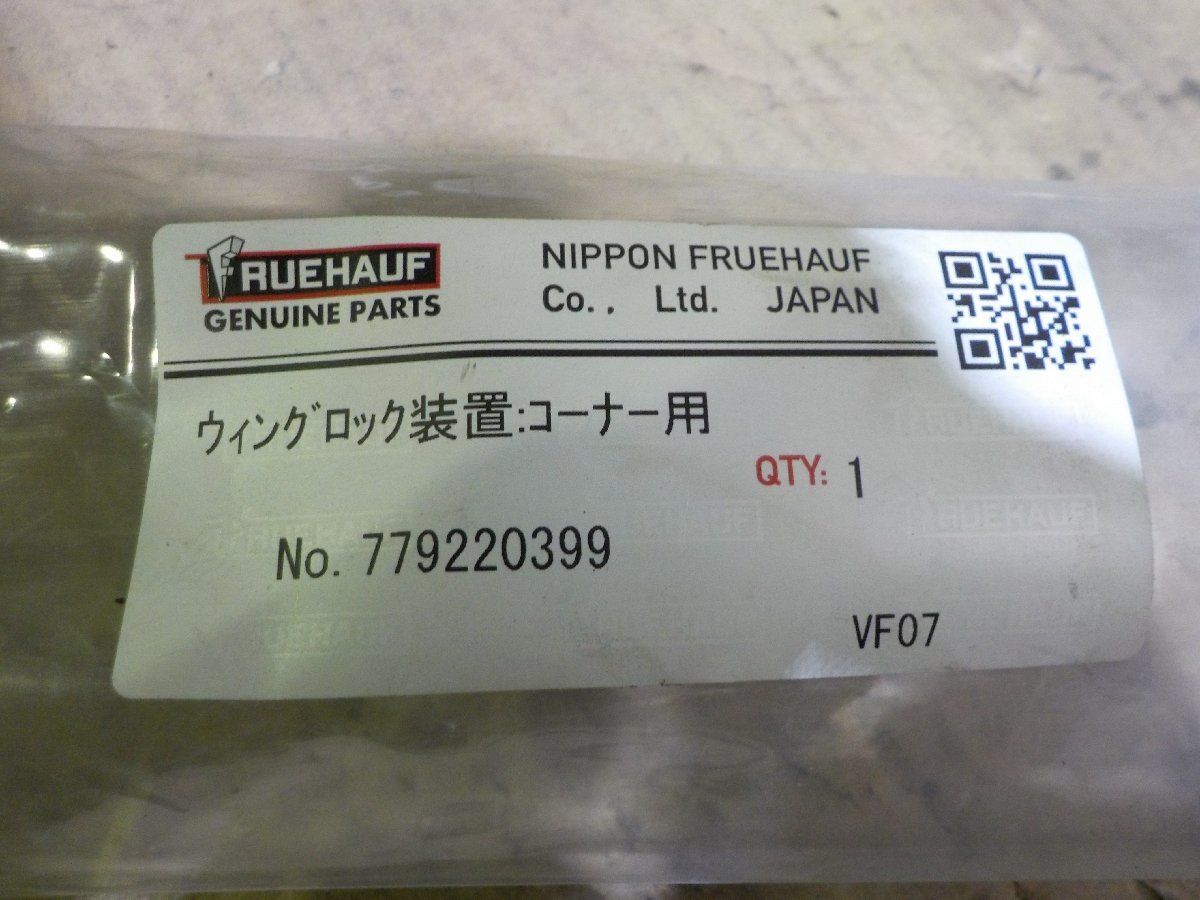 FRUEHAUF
GENUINE PARTS
NIPPON FRUEHAUF
Co., Ltd. JAPAN
ウィングロック装置:コーナー用
QTY: 1
No. 779220399
VF07